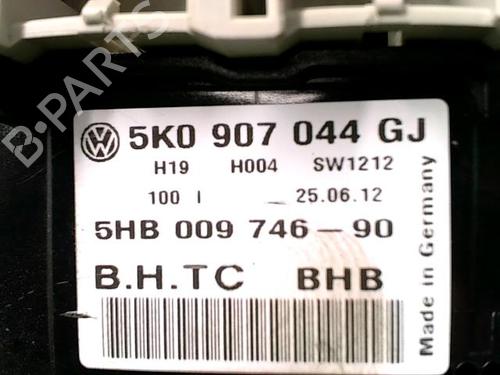 B-PARTS
5K0 907 044 GJ
H19 H004 SW1212
100 I 25.06.12
5HB 009 746-90
B.H.TC BHB
Made in Germany